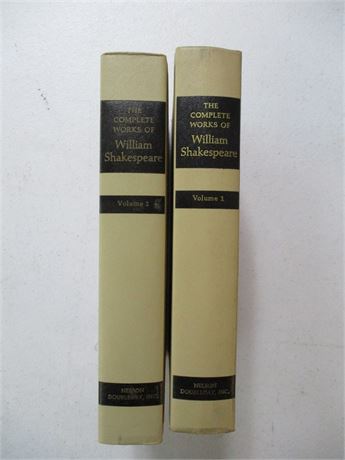 THE
COMPLETE
WORKS OF
William
Shakespeare
Volume 2
NELSON
DOUBLEDAY, INC.
THE
COMPLETE
WORKS OF
William
Shakespeare
Volume 1
NELSON
DOUBLEDAY, INC.